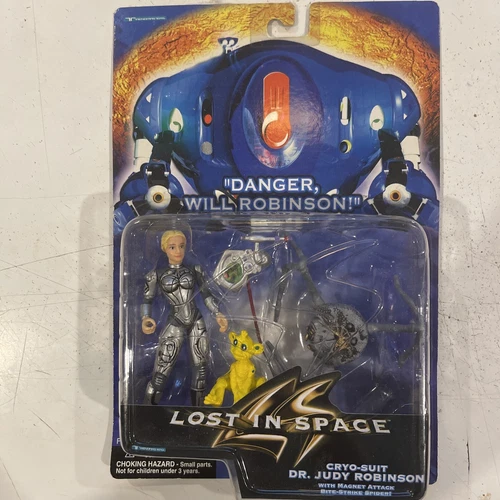 "DANGER,
WILL ROBINSON!"
LOST IN SPACE
CRYO-SUIT
DR. JUDY ROBINSON
WITH MAGNET ATTACK
BITE-STRIKE SPIDER!
CHOKING HAZARD - Small parts.
Not for children under 3 years.